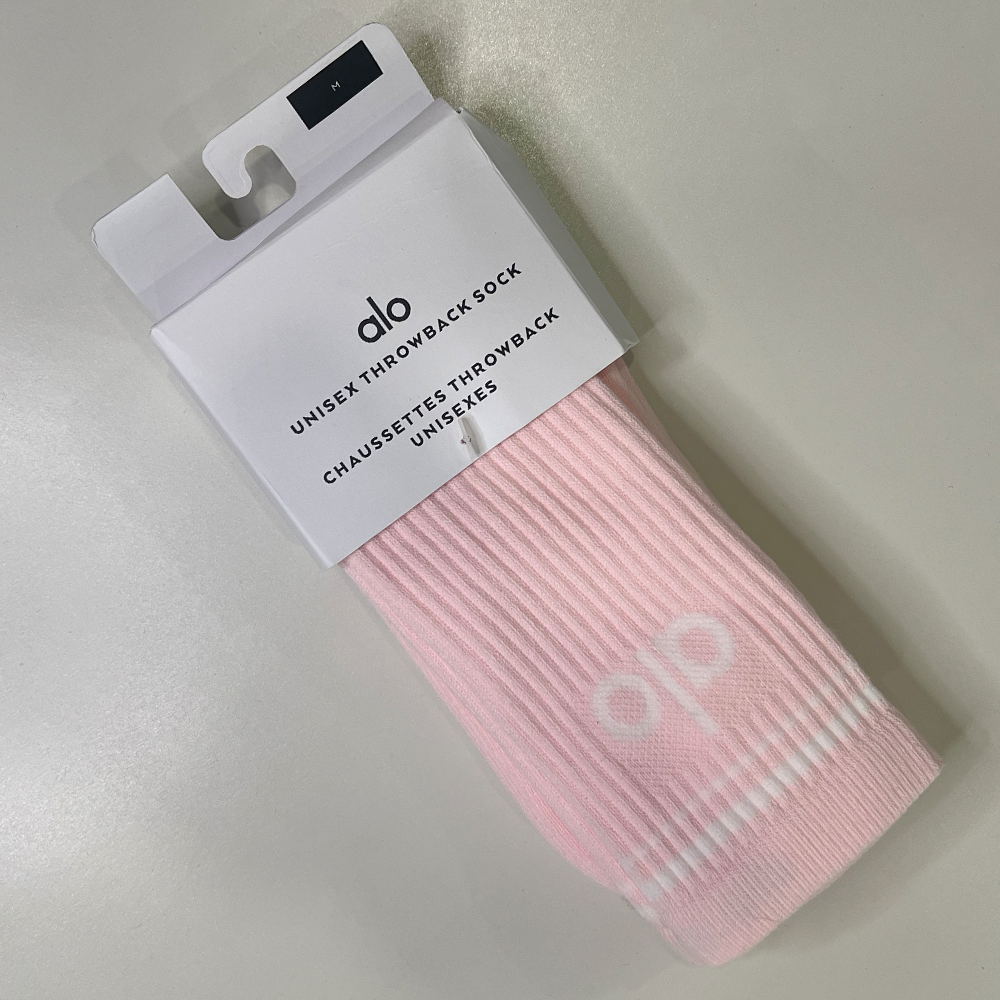 M
alo
UNISEX THROWBACK SOCK
CHAUSSETTES THROWBACK
UNISEXES
alo